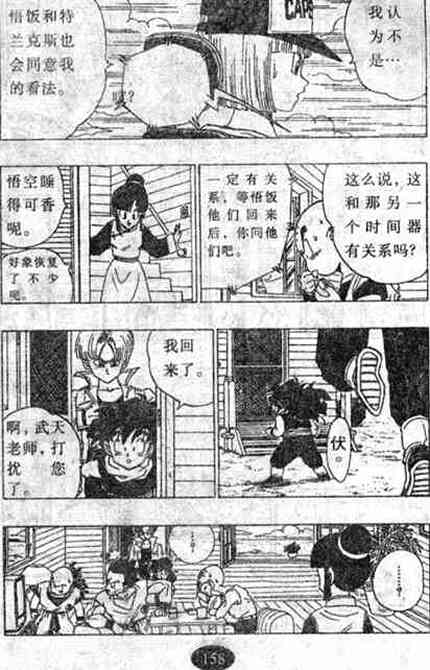 CAPS
我认
为不
是…
悟饭和特
兰克斯也
会同意我
的看法。
这么说，这
和那另一
个时间器
有关系吗?
一定有关
系，等悟饭
他们回来
后，你问他
们吧。
悟空睡
得可香
呢。
好象恢复
了不少
呢。
伏。
我回
来了。
啊，武天
老师，打
扰您
了。
……?
…?
158